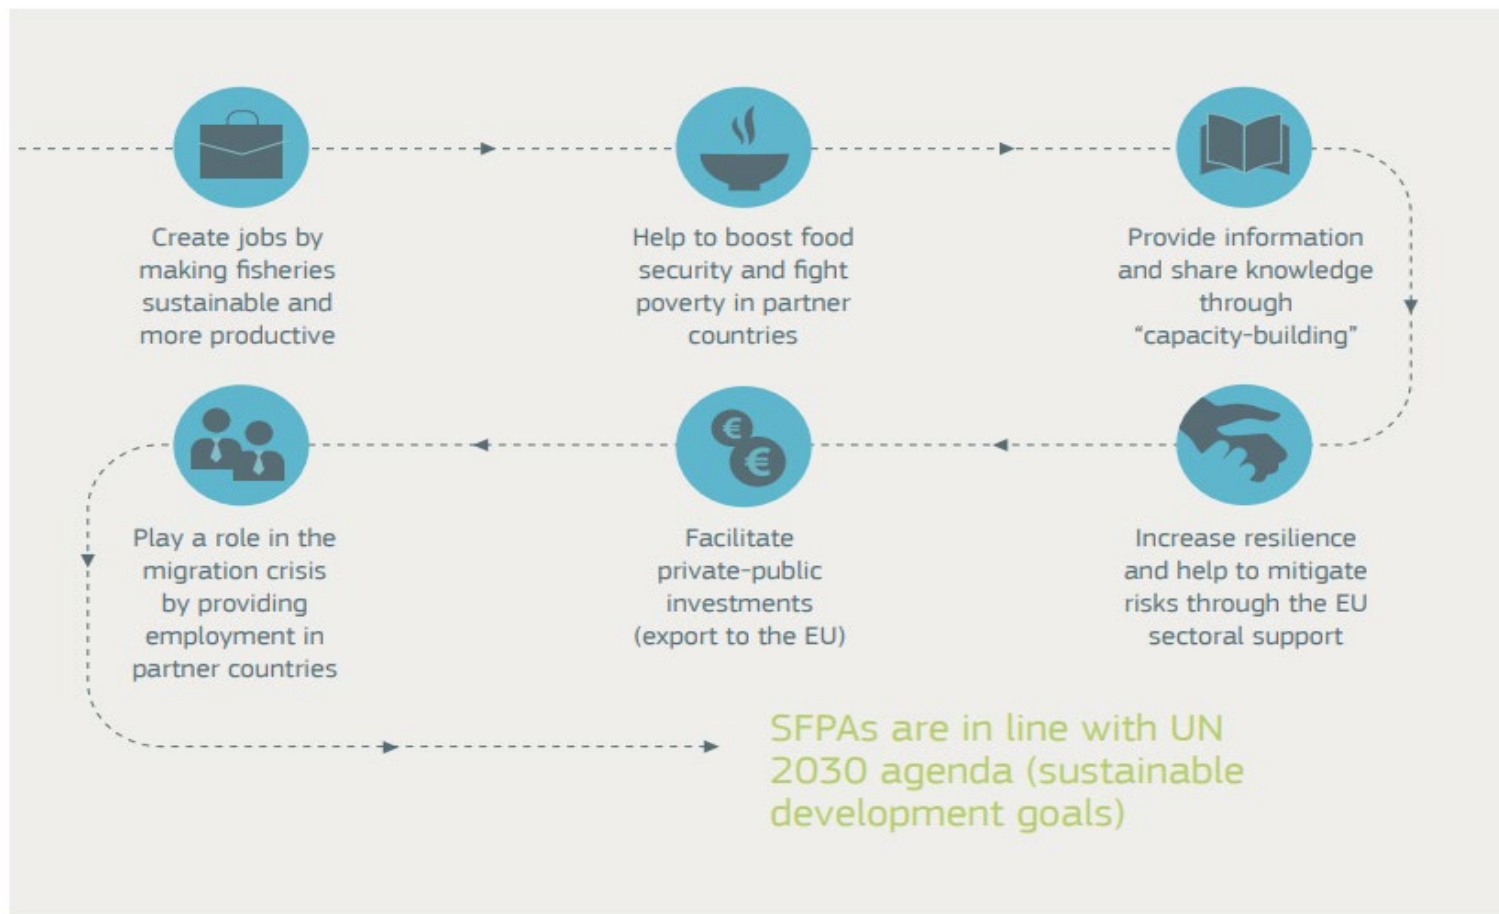 Create jobs by
making fisheries
sustainable and
more productive
Help to boost food
security and fight
poverty in partner
countries
Provide information
and share knowledge
through
“capacity-building”
Increase resilience
and help to mitigate
risks through the EU
sectoral support
€
€
Facilitate
private-public
investments
(export to the EU)
Play a role in the
migration crisis
by providing
employment in
partner countries
SFPAs are in line with UN
2030 agenda (sustainable
development goals)